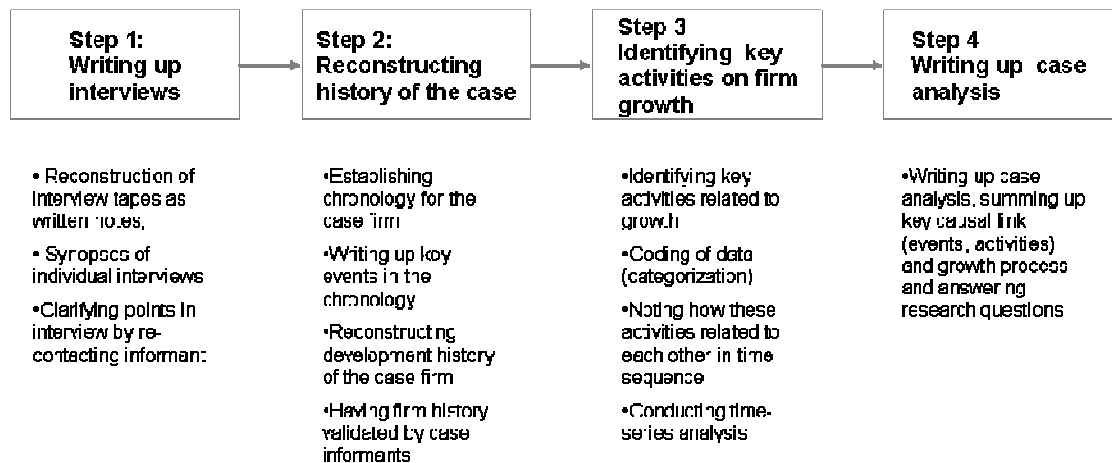 Step 1:
Writing up
interviews
Step 2:
Reconstructing
history of the case
Step 3
Identifying key
activities on firm
growth
Step 4
Writing up case
analysis
• Reconstruction of
interview tapes as
written notes,
• Synopses of
individual interviews
•Clarifying points in
interview by re-
contacting informant
•Establishing
chronology for the
case firm
•Writing up key
events in the
chronology
•Reconstructing
development history
of the case firm
•Having firm history
validated by case
informants
•Identifying key
activities related to
growth
•Coding of data
(categorization)
•Noting how these
activities related to
each other in time
sequence
•Conducting time-
series analysis
•Writing up case
analysis, summing up
key causal link
(events, activities)
and growth process
and answering
research questions